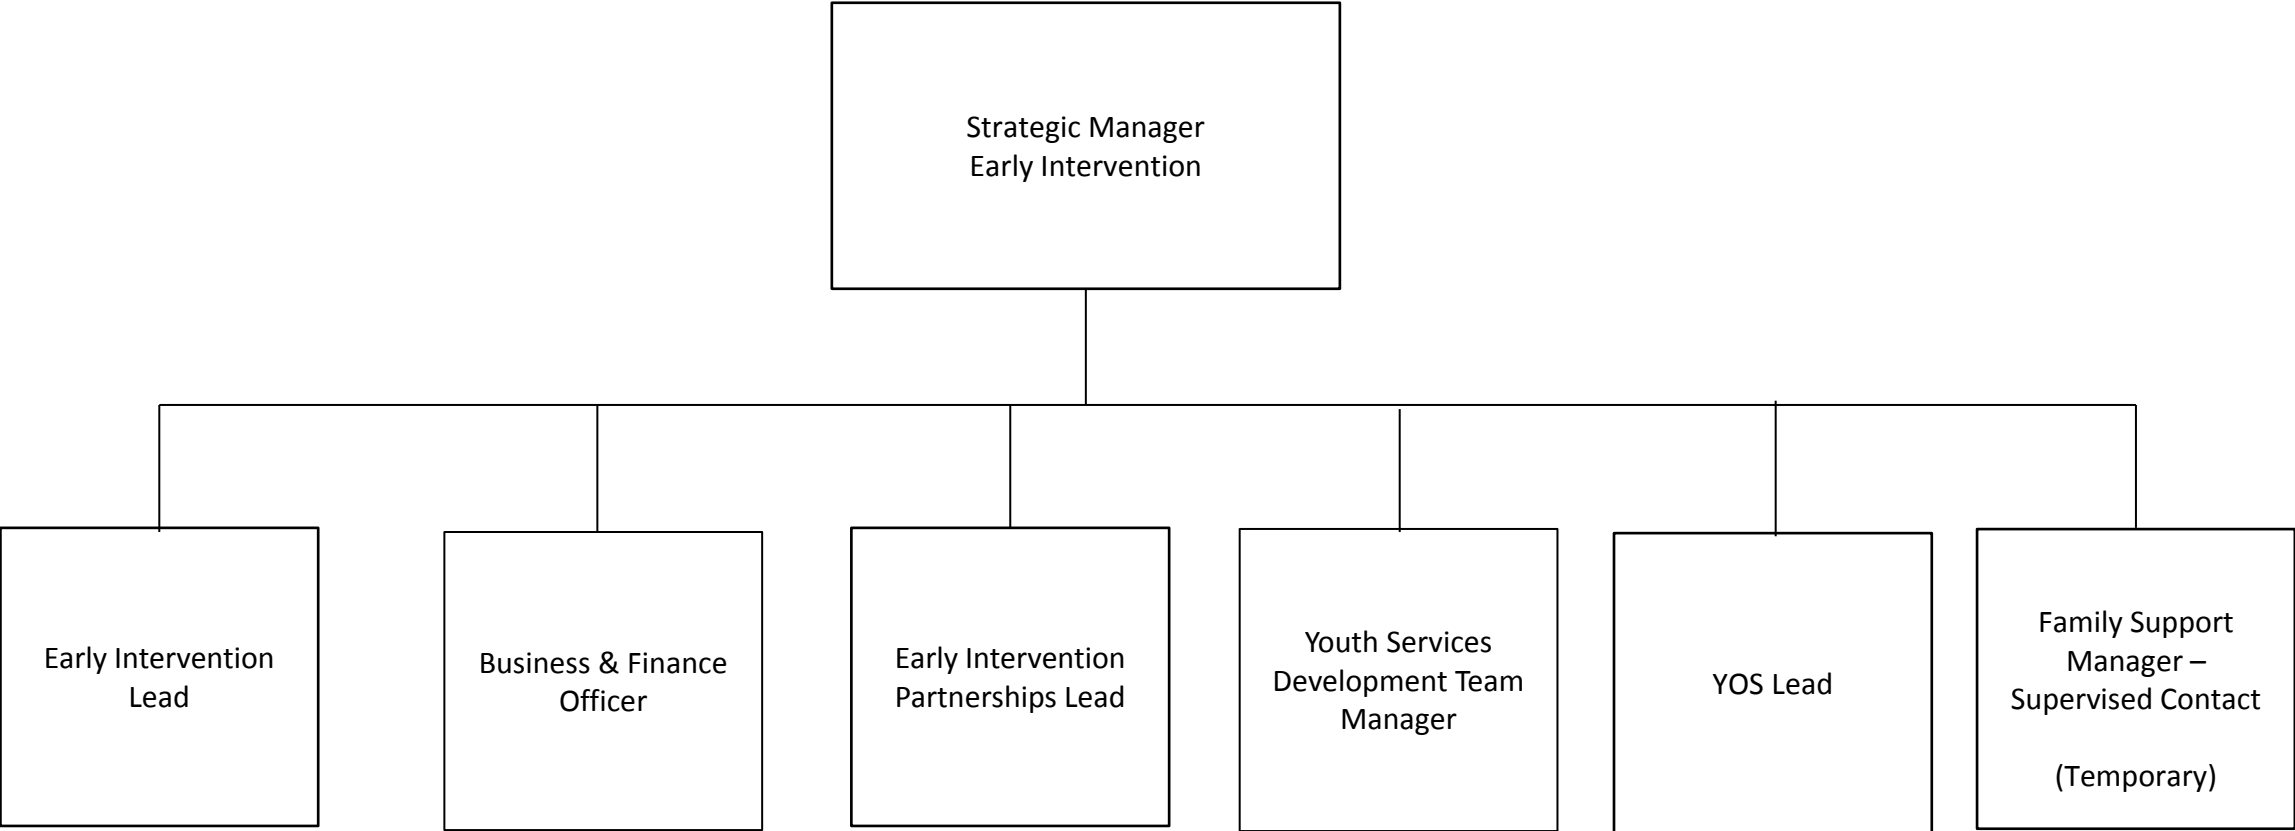 Strategic Manager
Early Intervention
Early Intervention
Lead
Business & Finance
Officer
Early Intervention
Partnerships Lead
Youth Services
Development Team
Manager
YOS Lead
Family Support
Manager –
Supervised Contact
(Temporary)